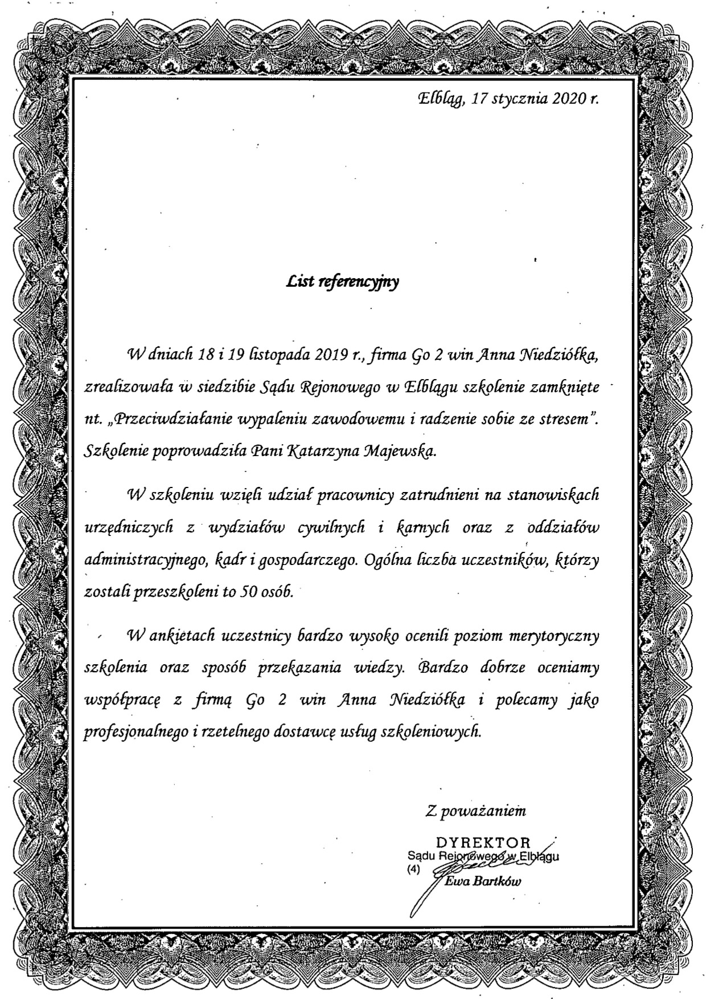 Elbląg, 17 stycznia 2020 r.
List referencyjny
W dniach 18 i 19 listopada 2019 r., firma Go 2 win Anna Niedziółka,
zrealizowała w siedzibie Sądu Rejonowego w Elblągu szkolenie zamknięte
nt. „Przeciwdziałanie wypaleniu zawodowemu i radzenie sobie ze stresem”.
Szkolenie poprowadziła Pani Katarzyna Majewska.
W szkoleniu wzięli udział pracownicy zatrudnieni na stanowiskach
urzędniczych z wydziałów cywilnych i karnych oraz z oddziałów
administracyjnego, kadr i gospodarczego. Ogólna liczba uczestników, którzy
zostali przeszkoleni to 50 osób.
W ankietach uczestnicy bardzo wysoko ocenili poziom merytoryczny
szkolenia oraz sposób przekazania wiedzy. Bardzo dobrze oceniamy
współpracę z firmą Go 2 win Anna Niedziółka i polecamy jako
profesjonalnego i rzetelnego dostawcę usług szkoleniowych.
Z poważaniem
DYREKTOR
Sądu Rejonowego w Elblągu
(4)
Ewa Bartków